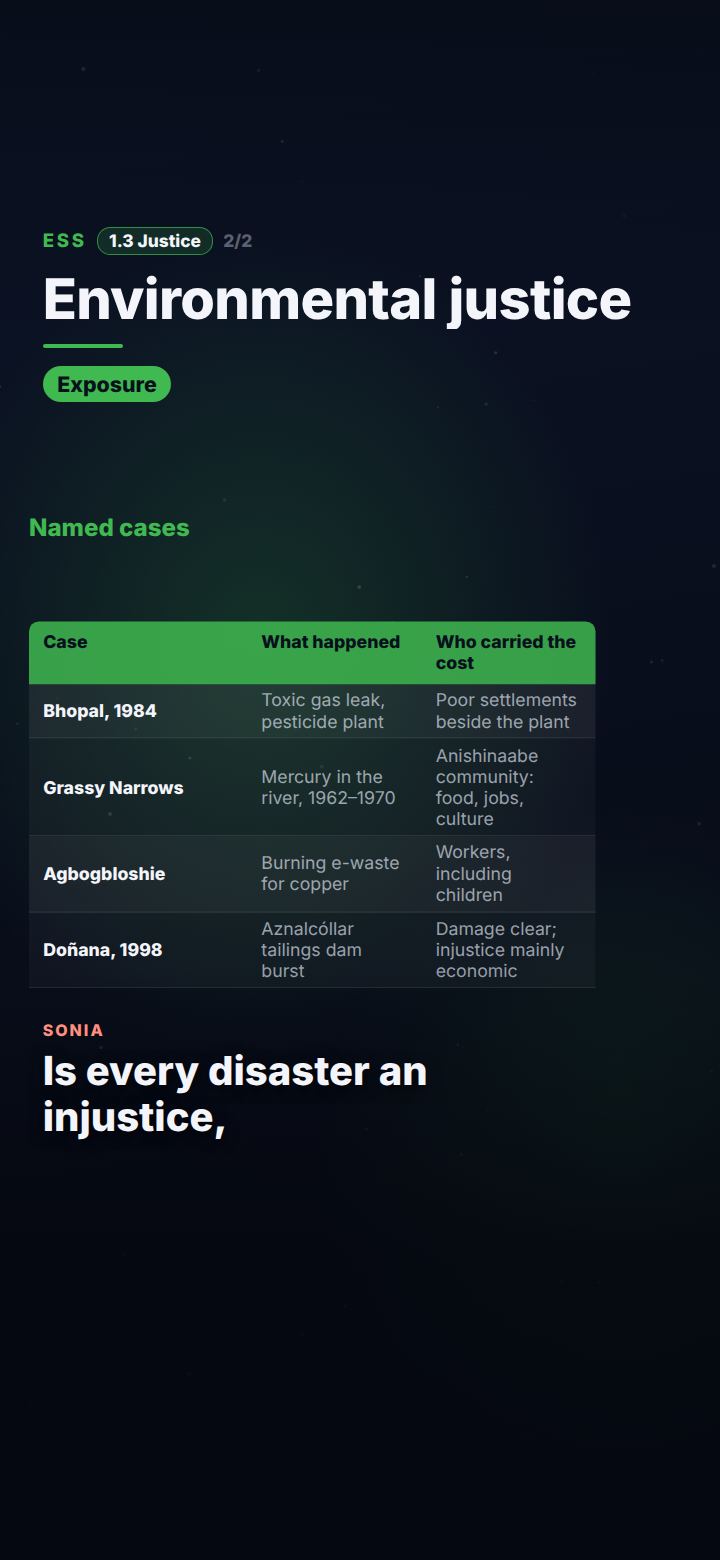 ESS 1.3 Justice 2/2
Environmental justice
Exposure
Named cases
Case What happened Who carried the cost
Bhopal, 1984 Toxic gas leak, pesticide plant Poor settlements beside the plant
Grassy Narrows Mercury in the river, 1962–1970 Anishinaabe community: food, jobs, culture
Agbogbloshie Burning e-waste for copper Workers, including children
Doñana, 1998 Aznalcóllar tailings dam burst Damage clear; injustice mainly economic
SONIA
Is every disaster an
injustice,